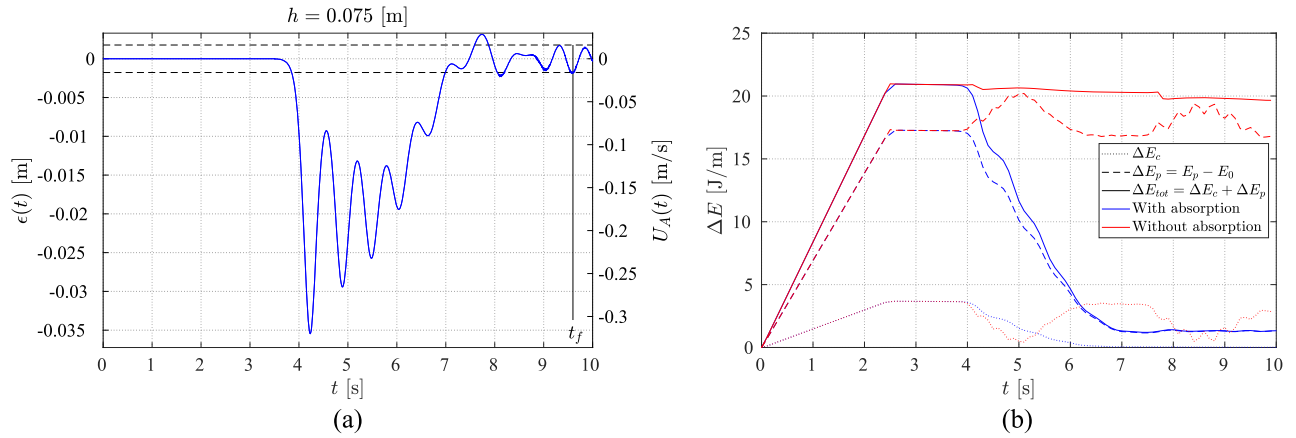 h = 0.075 [m]
ϵ(t) [m]
0
-0.005
-0.01
-0.015
-0.02
-0.025
-0.03
-0.035
0
-0.05
-0.1
-0.15
-0.2
-0.25
-0.3
U_A(t) [m/s]
t_f
0 1 2 3 4 5 6 7 8 9 10
t [s]
(a)
ΔE [J/m]
25
20
15
10
5
0
ΔE_c
ΔE_p = E_p − E_0
ΔE_tot = ΔE_c + ΔE_p
With absorption
Without absorption
0 1 2 3 4 5 6 7 8 9 10
t [s]
(b)